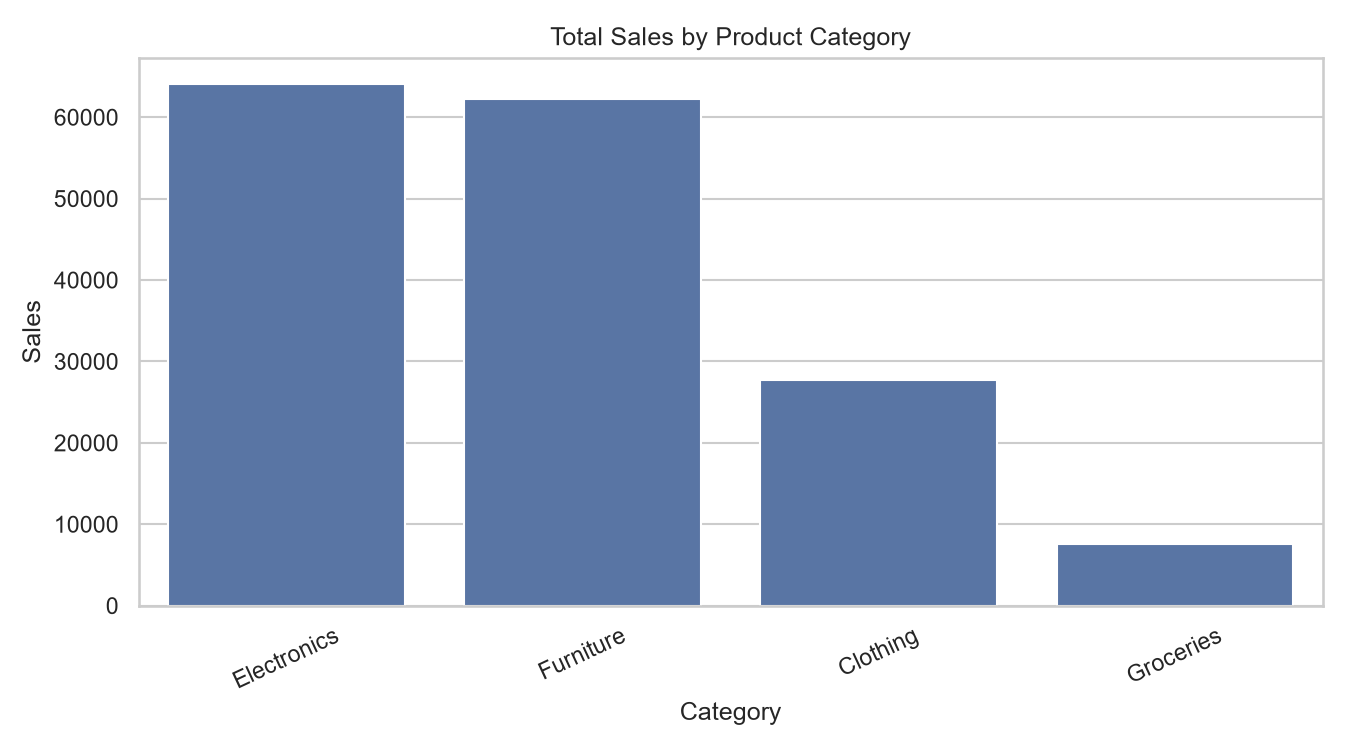 Total Sales by Product Category
Sales
60000
50000
40000
30000
20000
10000
0
Electronics
Furniture
Clothing
Groceries
Category